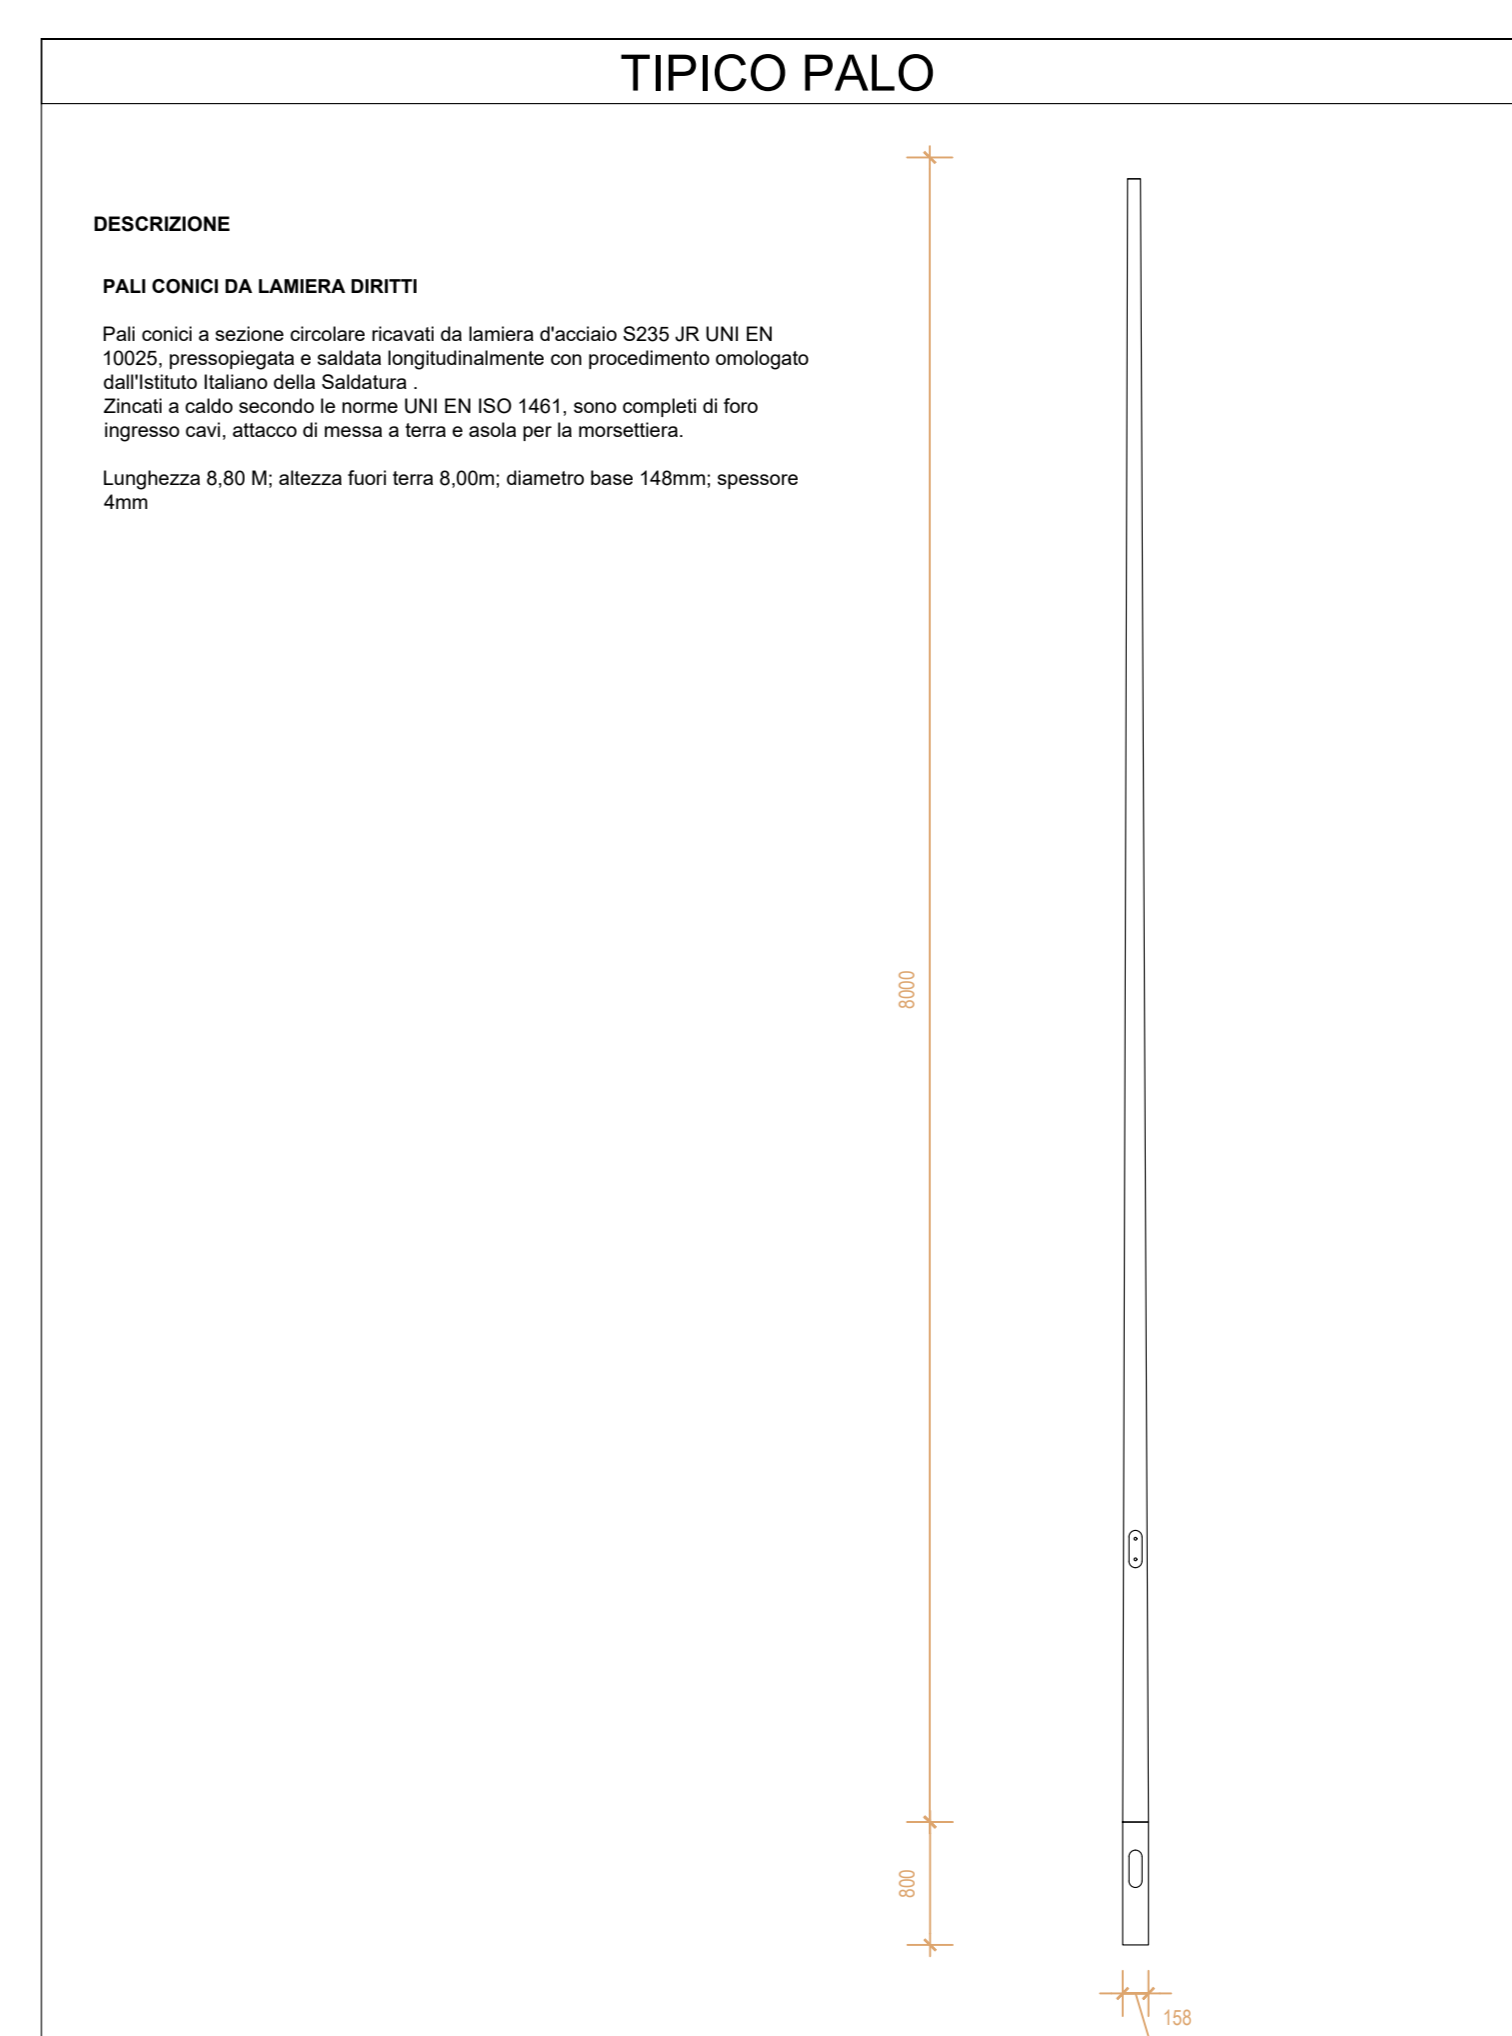 TIPICO PALO
DESCRIZIONE
PALI CONICI DA LAMIERA DIRITTI
Pali conici a sezione circolare ricavati da lamiera d'acciaio S235 JR UNI EN
10025, pressopiegata e saldata longitudinalmente con procedimento omologato
dall'Istituto Italiano della Saldatura .
Zincati a caldo secondo le norme UNI EN ISO 1461, sono completi di foro
ingresso cavi, attacco di messa a terra e asola per la morsettiera.
Lunghezza 8,80 M; altezza fuori terra 8,00m; diametro base 148mm; spessore
4mm
8000
800
158